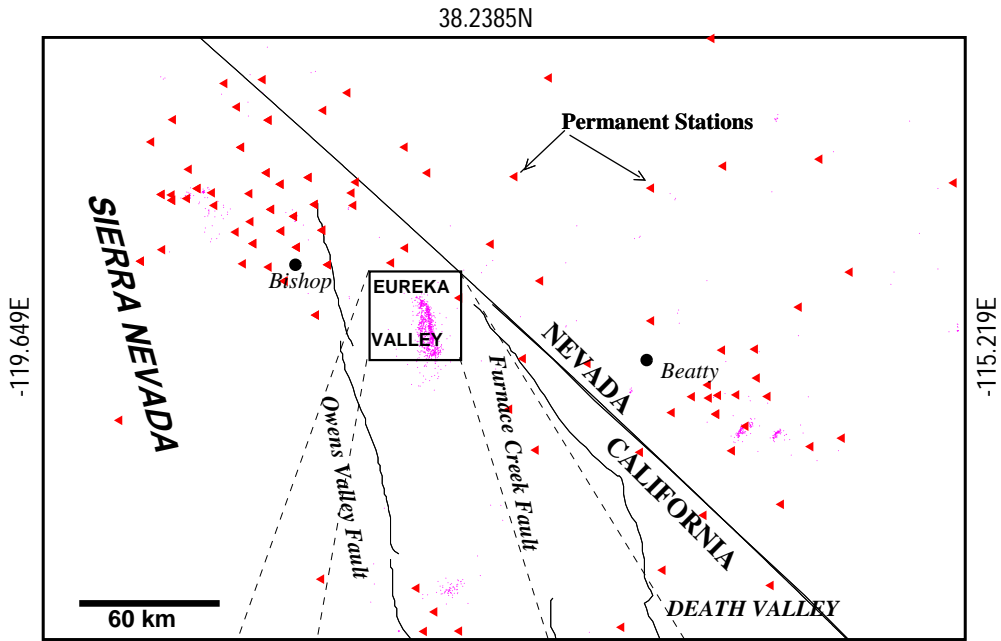 38.2385N
Permanent Stations
SIERRA NEVADA
Bishop
EUREKA
VALLEY
-119.649E
-115.219E
NEVADA
Beatty
Owens Valley Fault
Furnace Creek Fault
CALIFORNIA
60 km
DEATH VALLEY